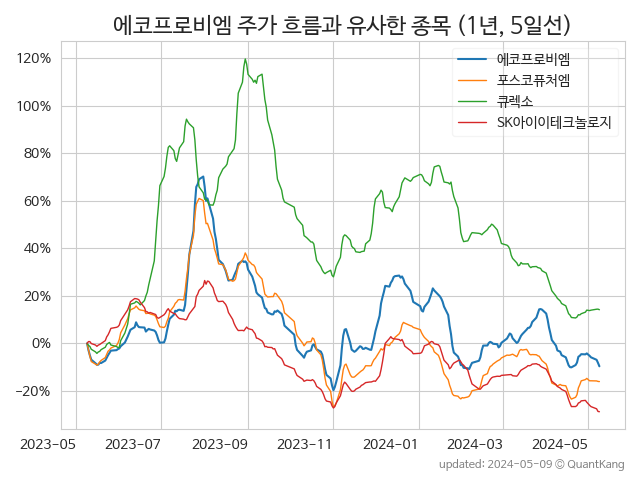 에코프로비엠 주가 흐름과 유사한 종목 (1년, 5일선)
에코프로비엠
포스코퓨처엠
큐렉소
SK아이이테크놀로지
120%
100%
80%
60%
40%
20%
0%
−20%
2023-05 2023-07 2023-09 2023-11 2024-01 2024-03 2024-05
updated: 2024-05-09 © QuantKang